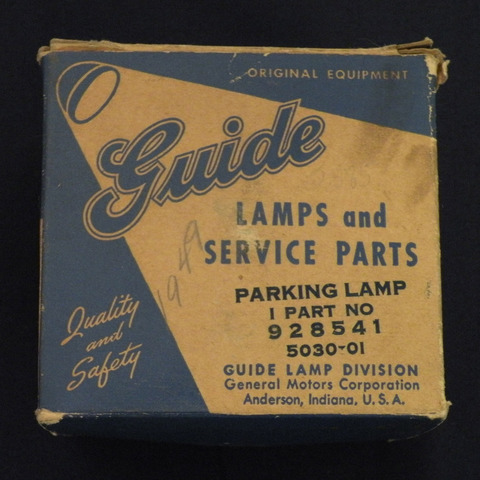 ORIGINAL EQUIPMENT
Guide
LAMPS and
SERVICE PARTS
1949
PARKING LAMP
1 PART NO
928541
5030-01
Quality
and
Safety
GUIDE LAMP DIVISION
General Motors Corporation
Anderson, Indiana, U. S. A.